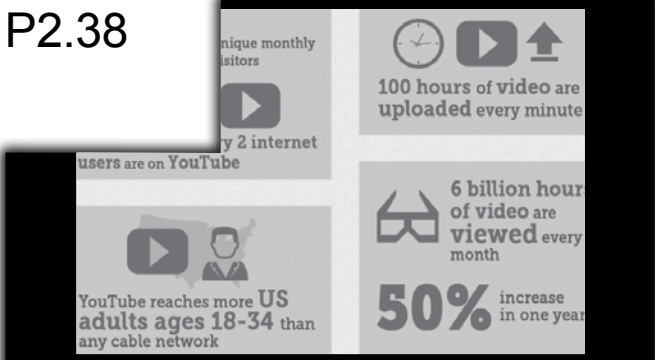 P2.38
nique monthly
isitors
ry 2 internet
users are on YouTube
100 hours of video are
uploaded every minute
6 billion hour
of video are
viewed every
month
50% increase
in one year
YouTube reaches more US
adults ages 18-34 than
any cable network